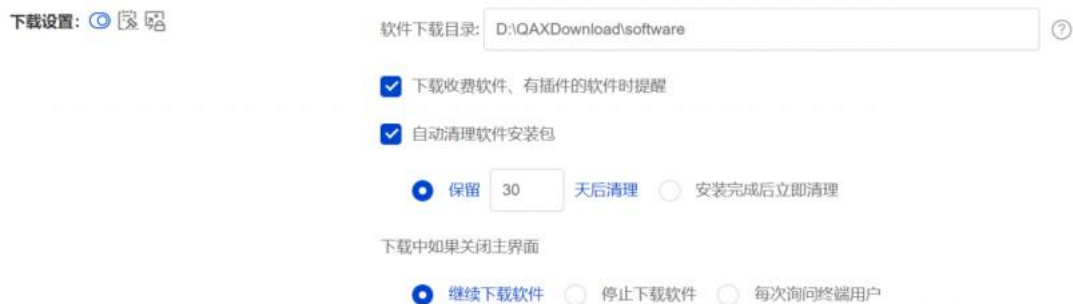 下载设置:
软件下载目录: D:\QAXDownload\software
下载收费软件、有插件的软件时提醒
自动清理软件安装包
保留 30 天后清理 安装完成后立即清理
下载中如果关闭主界面
继续下载软件 停止下载软件 每次询问终端用户